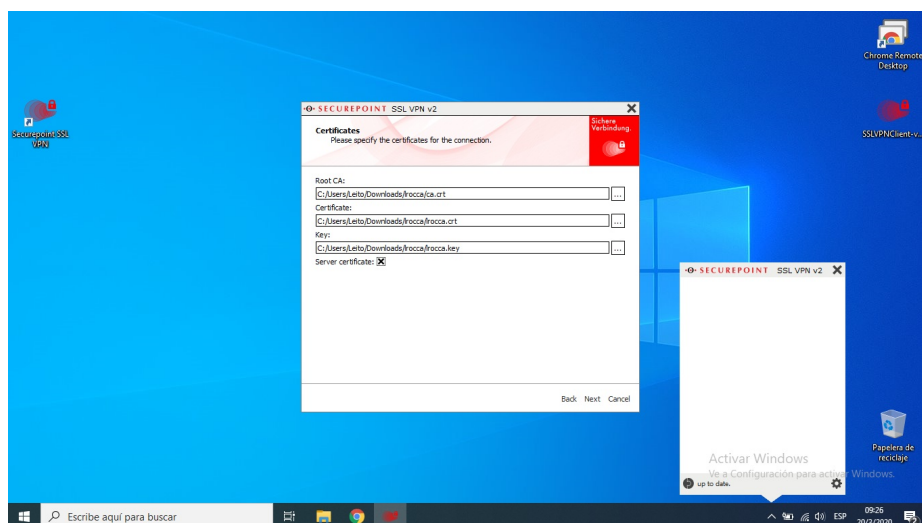 Chrome Remote
Desktop
Securepoint SSL
VPN
SSLVPNClient-v...
SECUREPOINT SSL VPN v2
Certificates
Please specify the certificates for the connection.
Sichere
Verbindung.
Root CA:
C:/Users/Leito/Downloads/lrocca/ca.crt
...
Certificate:
C:/Users/Leito/Downloads/lrocca/lrocca.crt
...
Key:
C:/Users/Leito/Downloads/lrocca/lrocca.key
...
Server certificate:
Back Next Cancel
SECUREPOINT SSL VPN v2
Activar Windows
Ve a Configuración para activar Windows.
up to date.
Papelera de
reciclaje
Escribe aquí para buscar
ESP
09:26
20/3/2020